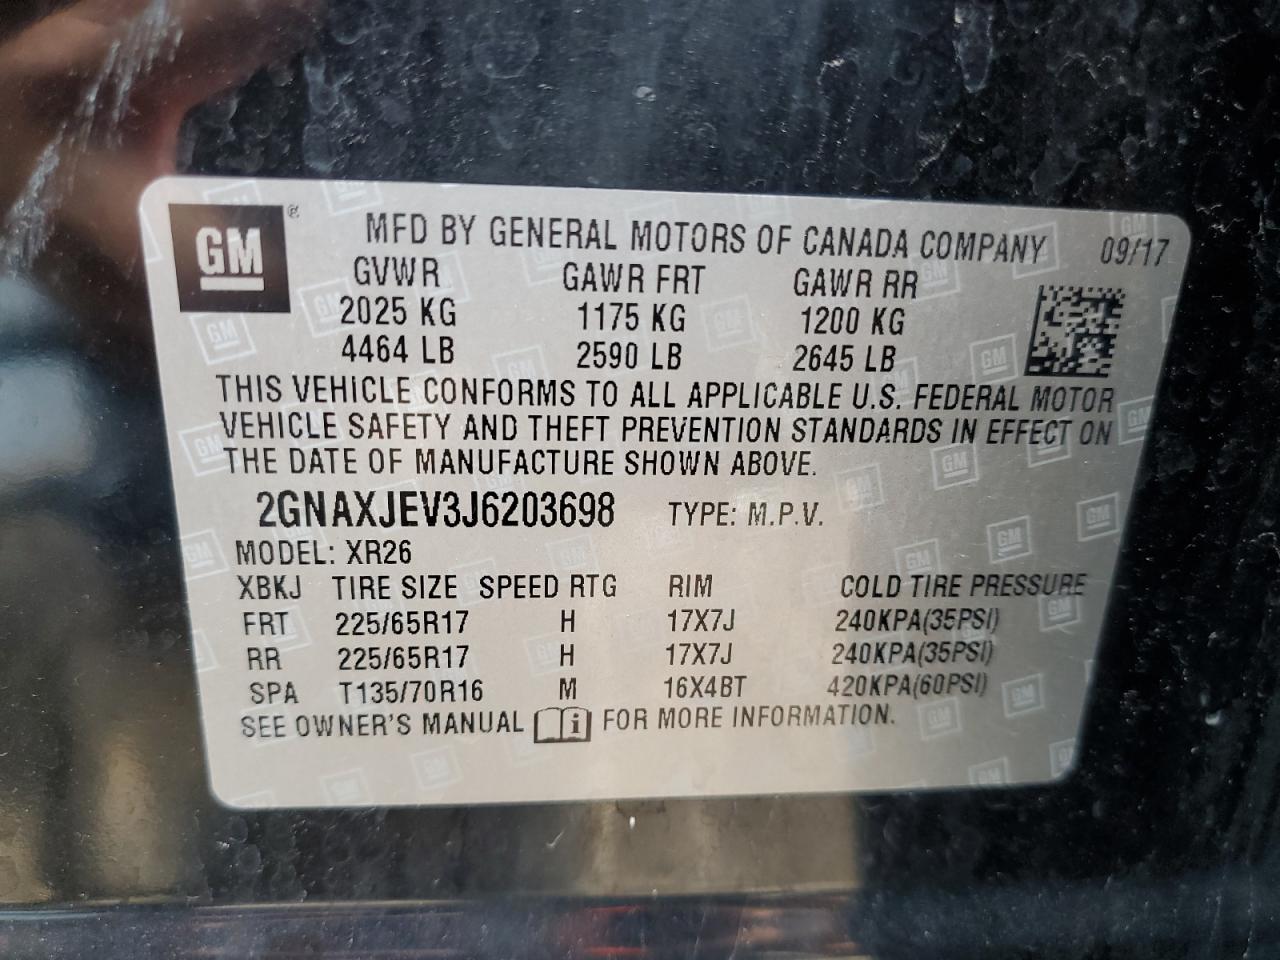 GM ® MFD BY GENERAL MOTORS OF CANADA COMPANY 09/17
GVWR GAWR FRT GAWR RR
2025 KG 1175 KG 1200 KG
4464 LB 2590 LB 2645 LB
THIS VEHICLE CONFORMS TO ALL APPLICABLE U.S. FEDERAL MOTOR
VEHICLE SAFETY AND THEFT PREVENTION STANDARDS IN EFFECT ON
THE DATE OF MANUFACTURE SHOWN ABOVE.
2GNAXJEV3J6203698 TYPE: M.P.V.
MODEL: XR26
XBKJ TIRE SIZE SPEED RTG RIM COLD TIRE PRESSURE
FRT 225/65R17 H 17X7J 240KPA(35PSI)
RR 225/65R17 H 17X7J 240KPA(35PSI)
SPA T135/70R16 M 16X4BT 420KPA(60PSI)
SEE OWNER'S MANUAL i FOR MORE INFORMATION.